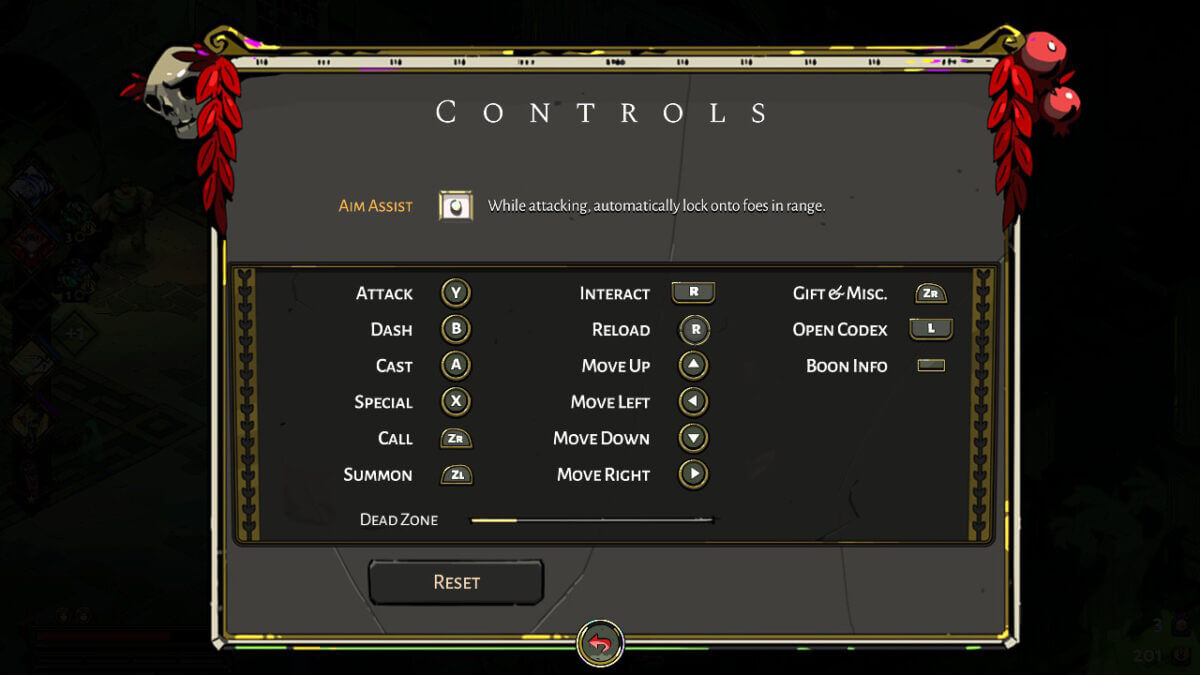 CONTROLS
AIM ASSIST While attacking, automatically lock onto foes in range.
ATTACK Y INTERACT R GIFT & MISC. ZR
DASH B RELOAD R OPEN CODEX L
CAST A MOVE UP BOON INFO
SPECIAL X MOVE LEFT
CALL ZR MOVE DOWN
SUMMON ZL MOVE RIGHT
DEAD ZONE
RESET
3
201